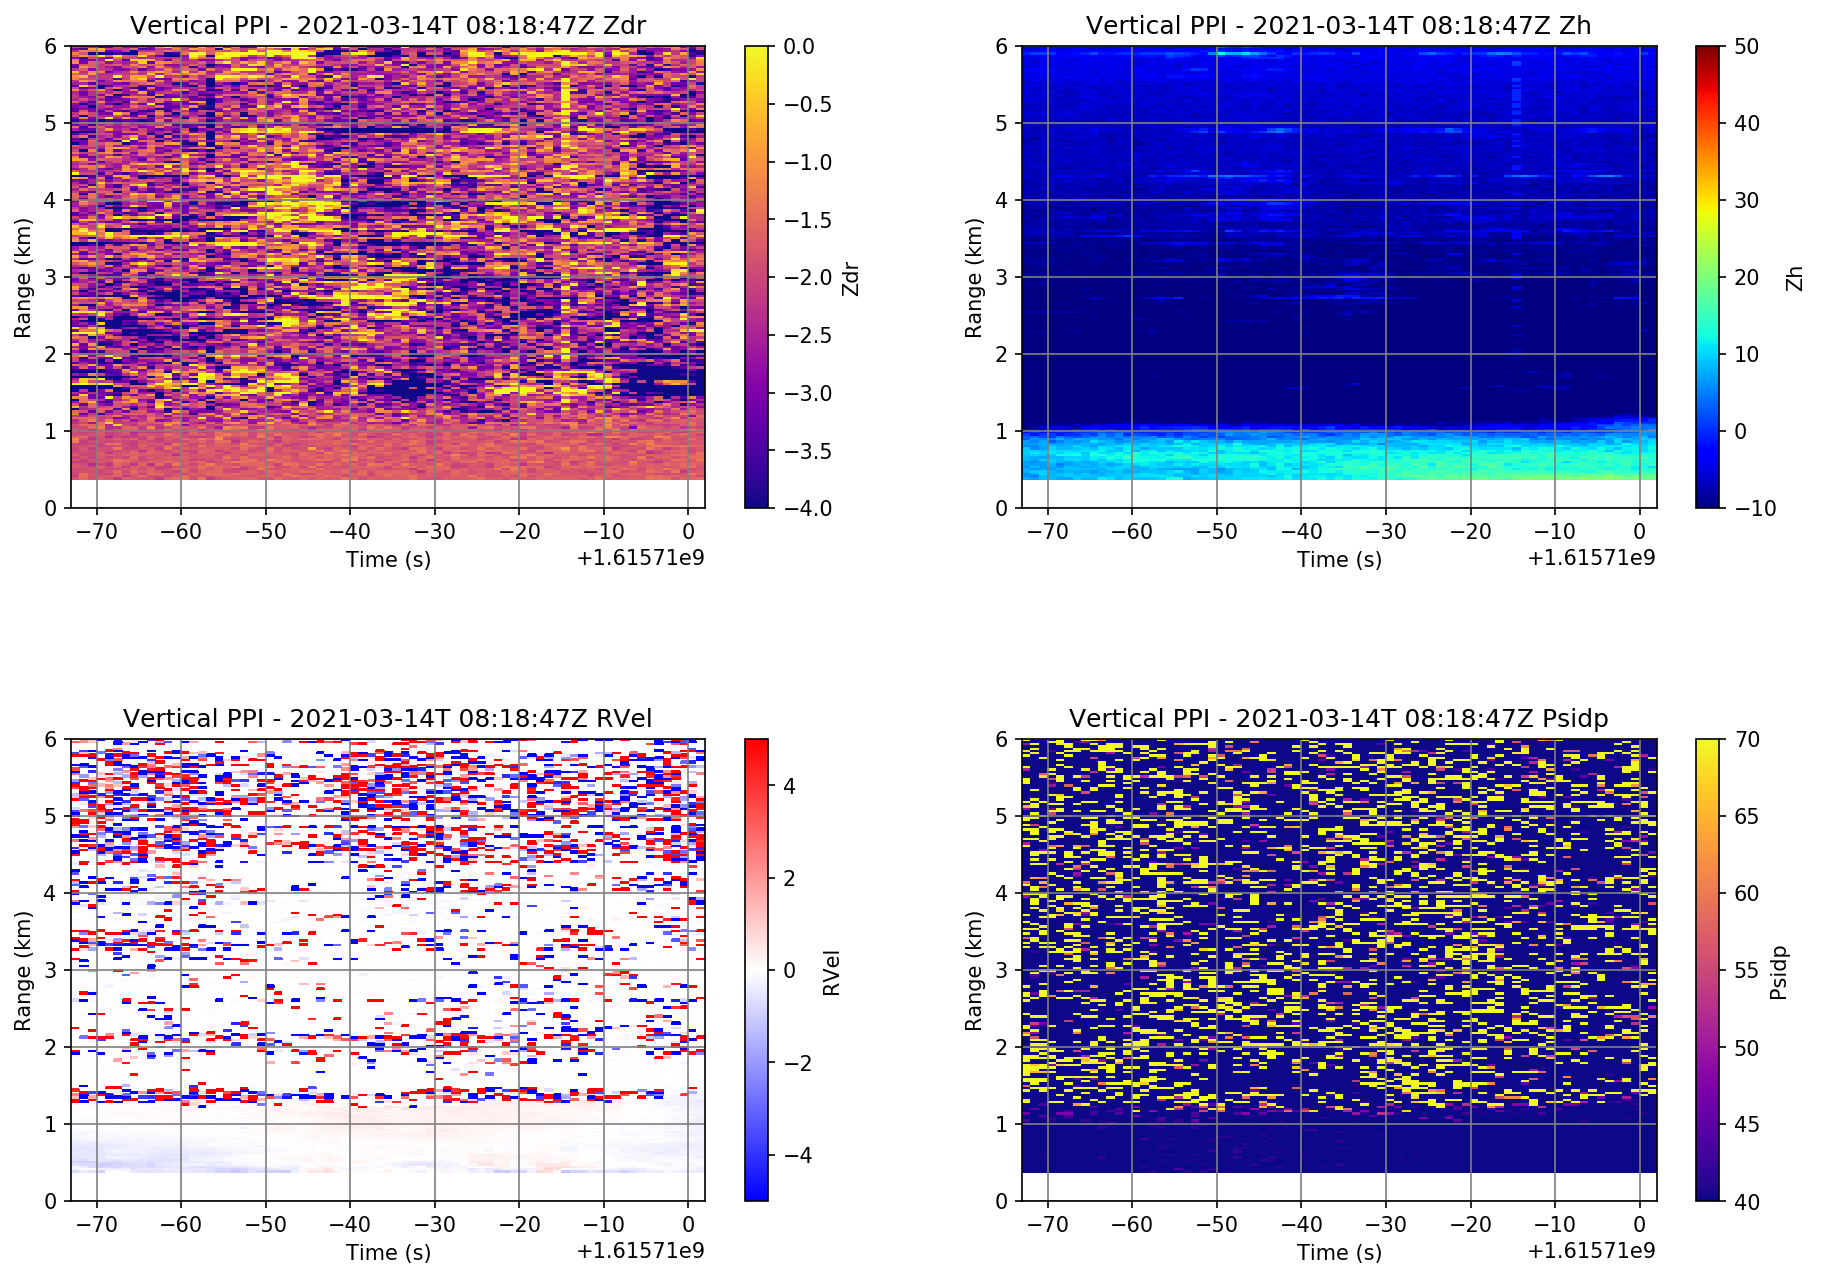 Vertical PPI - 2021-03-14T 08:18:47Z Zdr
6
5
4
3
2
1
0
Range (km)
−70 −60 −50 −40 −30 −20 −10 0
Time (s)
+1.61571e9
0.0
−0.5
−1.0
−1.5
−2.0
−2.5
−3.0
−3.5
−4.0
Zdr
Vertical PPI - 2021-03-14T 08:18:47Z Zh
6
5
4
3
2
1
0
Range (km)
−70 −60 −50 −40 −30 −20 −10 0
Time (s)
+1.61571e9
50
40
30
20
10
0
−10
Zh
Vertical PPI - 2021-03-14T 08:18:47Z RVel
6
5
4
3
2
1
0
Range (km)
−70 −60 −50 −40 −30 −20 −10 0
Time (s)
+1.61571e9
4
2
0
−2
−4
RVel
Vertical PPI - 2021-03-14T 08:18:47Z Psidp
6
5
4
3
2
1
0
Range (km)
−70 −60 −50 −40 −30 −20 −10 0
Time (s)
+1.61571e9
70
65
60
55
50
45
40
Psidp